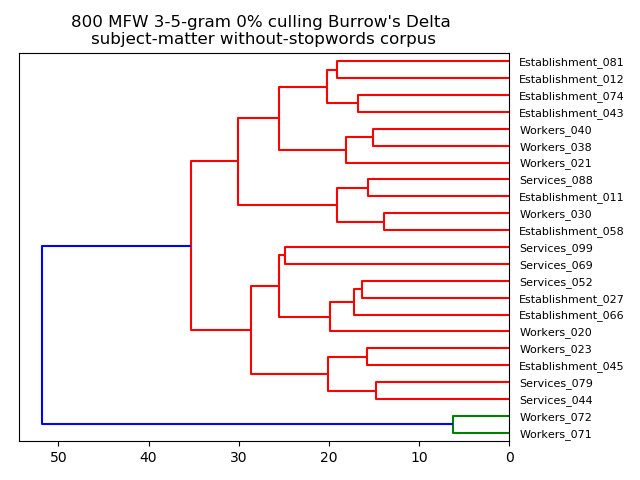 800 MFW 3-5-gram 0% culling Burrow's Delta
subject-matter without-stopwords corpus
Establishment_081
Establishment_012
Establishment_074
Establishment_043
Workers_040
Workers_038
Workers_021
Services_088
Establishment_011
Workers_030
Establishment_058
Services_099
Services_069
Services_052
Establishment_027
Establishment_066
Workers_020
Workers_023
Establishment_045
Services_079
Services_044
Workers_072
Workers_071
50 40 30 20 10 0